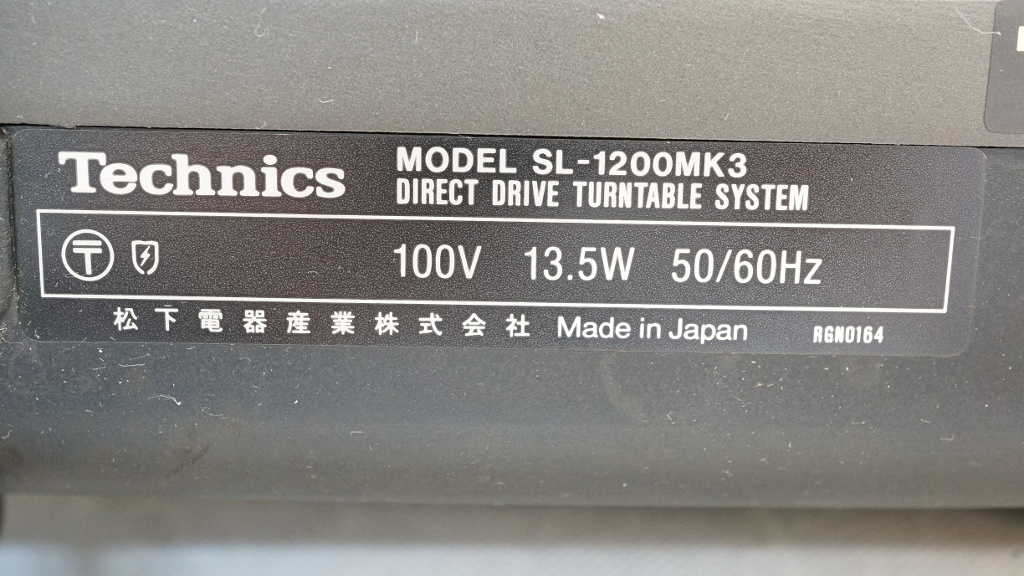 Technics
MODEL SL-1200MK3
DIRECT DRIVE TURNTABLE SYSTEM
100V 13.5W 50/60Hz
松下電器産業株式会社 Made in Japan RGN0164